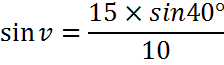 sin v = 15 × sin40° / 10